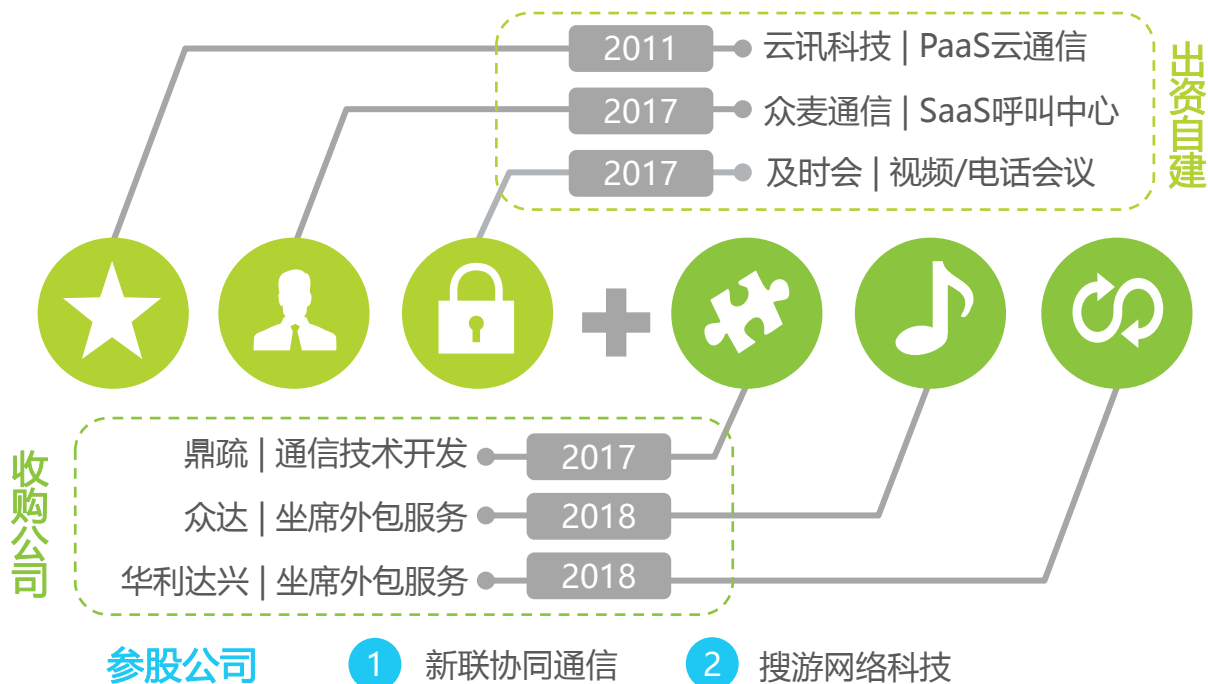 2011 云讯科技 | PaaS云通信
2017 众麦通信 | SaaS呼叫中心
2017 及时会 | 视频/电话会议
出资自建
收购公司
鼎疏 | 通信技术开发 2017
众达 | 坐席外包服务 2018
华利达兴 | 坐席外包服务 2018
参股公司 1 新联协同通信 2 搜游网络科技